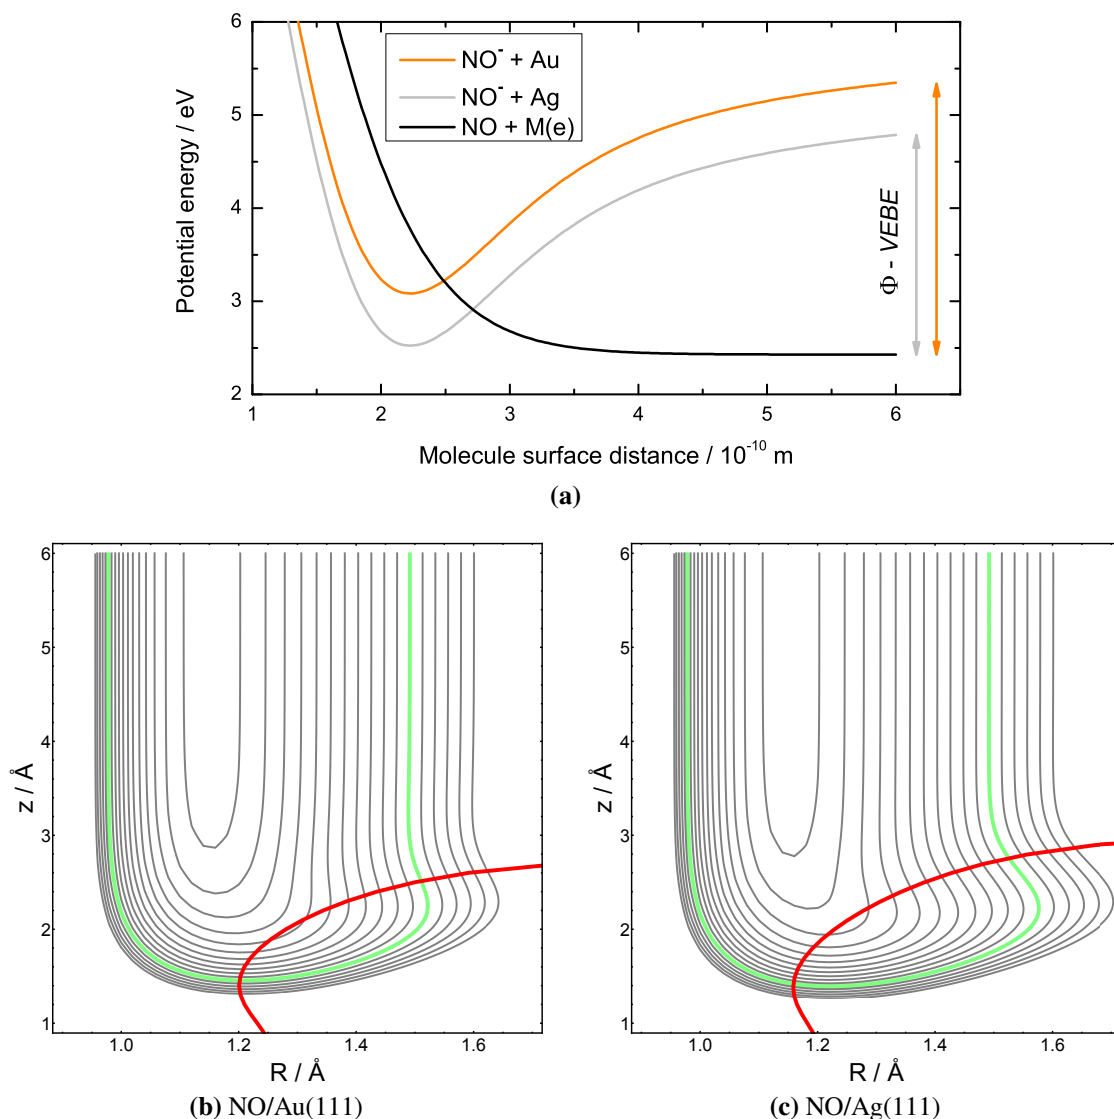 6
5
4
3
2
Potential energy / eV
NO⁻ + Au
NO⁻ + Ag
NO + M(e)
Φ - VEBE
1 2 3 4 5 6
Molecule surface distance / 10⁻¹⁰ m
(a)
6
5
4
3
2
1
z / Å
1.0 1.2 1.4 1.6
R / Å
(b) NO/Au(111)
6
5
4
3
2
1
z / Å
1.0 1.2 1.4 1.6
R / Å
(c) NO/Ag(111)